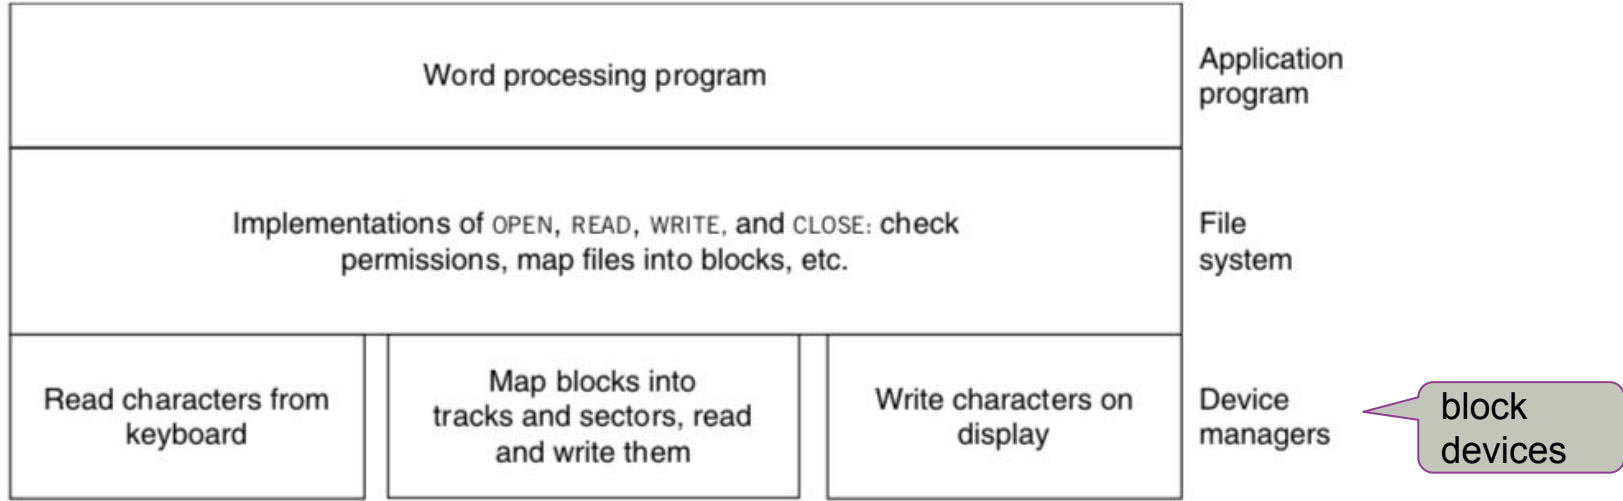 Word processing program
Application
program
Implementations of OPEN, READ, WRITE, and CLOSE: check
permissions, map files into blocks, etc.
File
system
Read characters from
keyboard
Map blocks into
tracks and sectors, read
and write them
Write characters on
display
Device
managers
block
devices